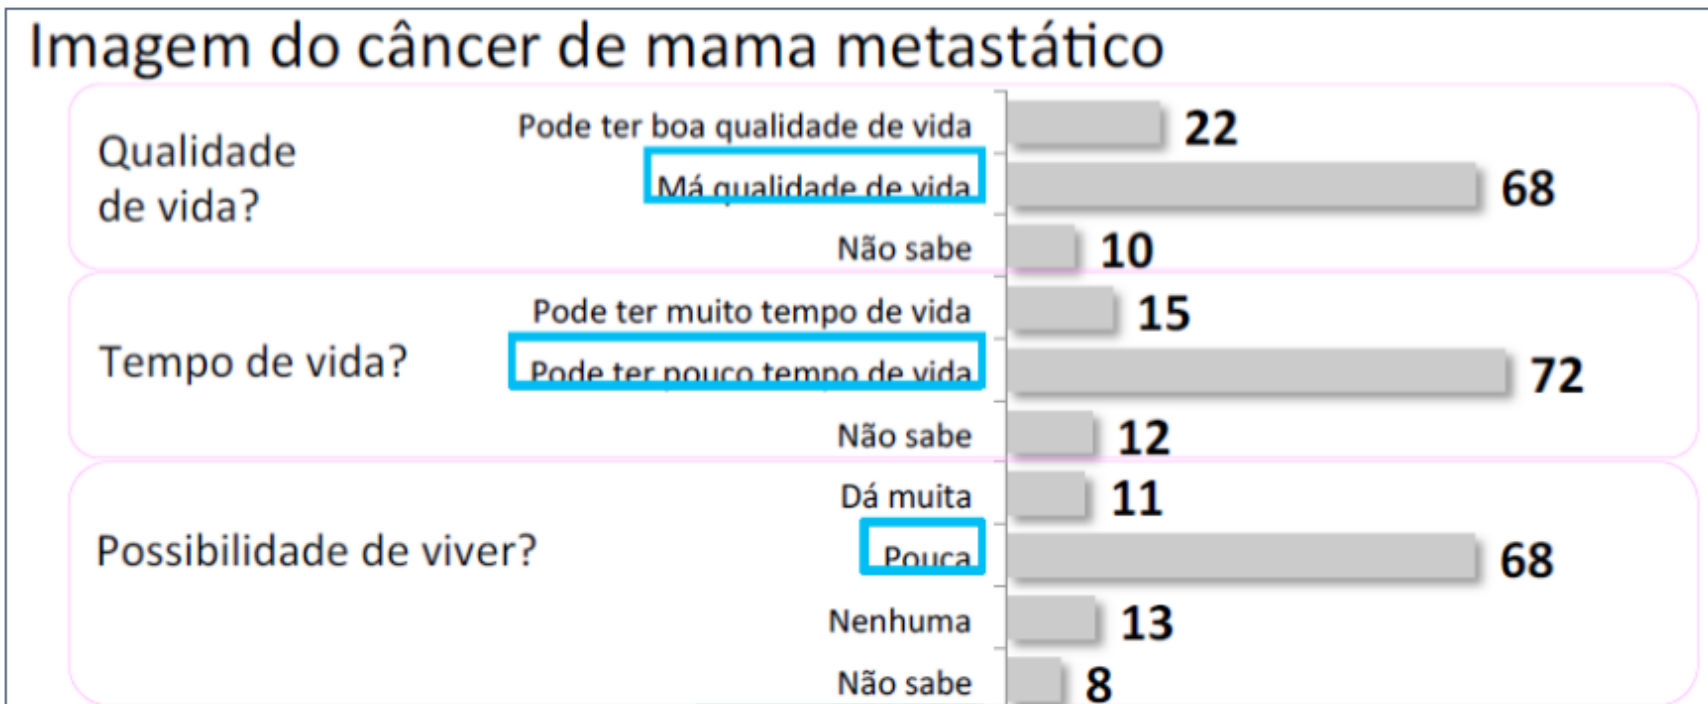 Imagem do câncer de mama metastático
Qualidade
de vida?
Pode ter boa qualidade de vida 22
Má qualidade de vida 68
Não sabe 10
Tempo de vida?
Pode ter muito tempo de vida 15
Pode ter pouco tempo de vida 72
Não sabe 12
Possibilidade de viver?
Dá muita 11
Pouca 68
Nenhuma 13
Não sabe 8